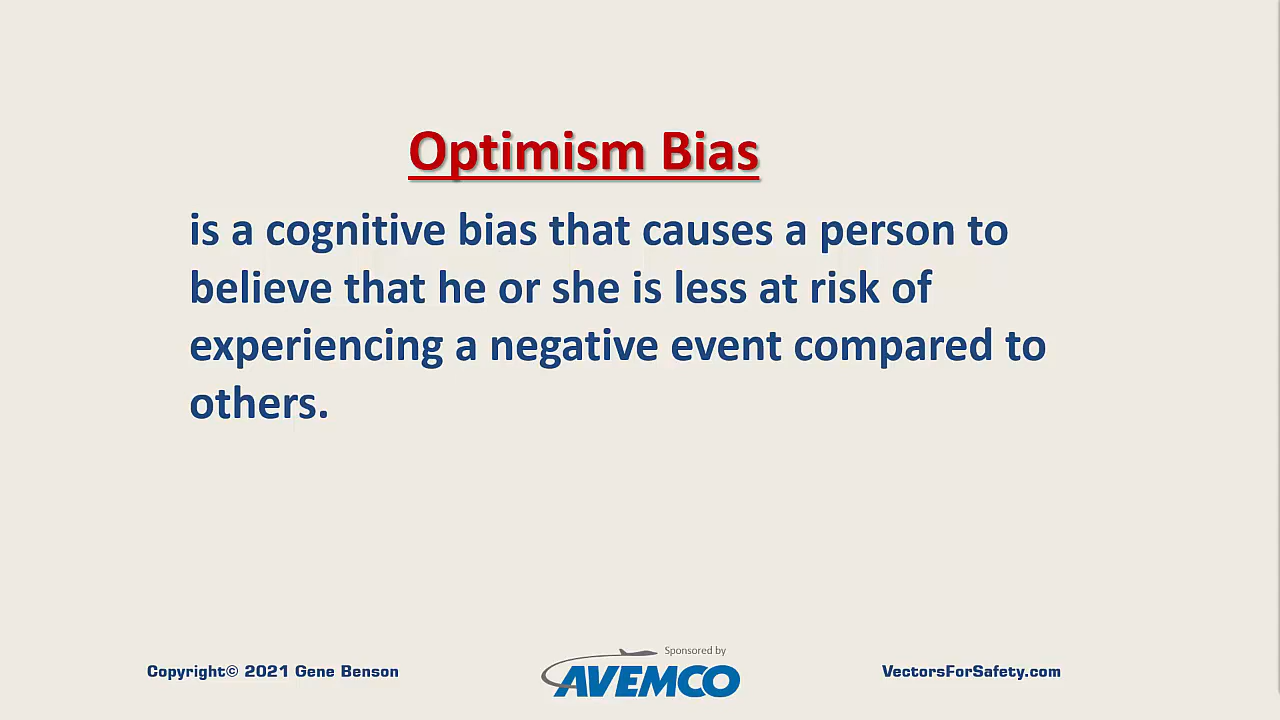 Optimism Bias
is a cognitive bias that causes a person to
believe that he or she is less at risk of
experiencing a negative event compared to
others.
Sponsored by
Copyright© 2021 Gene Benson
AVEMCO
VectorsForSafety.com